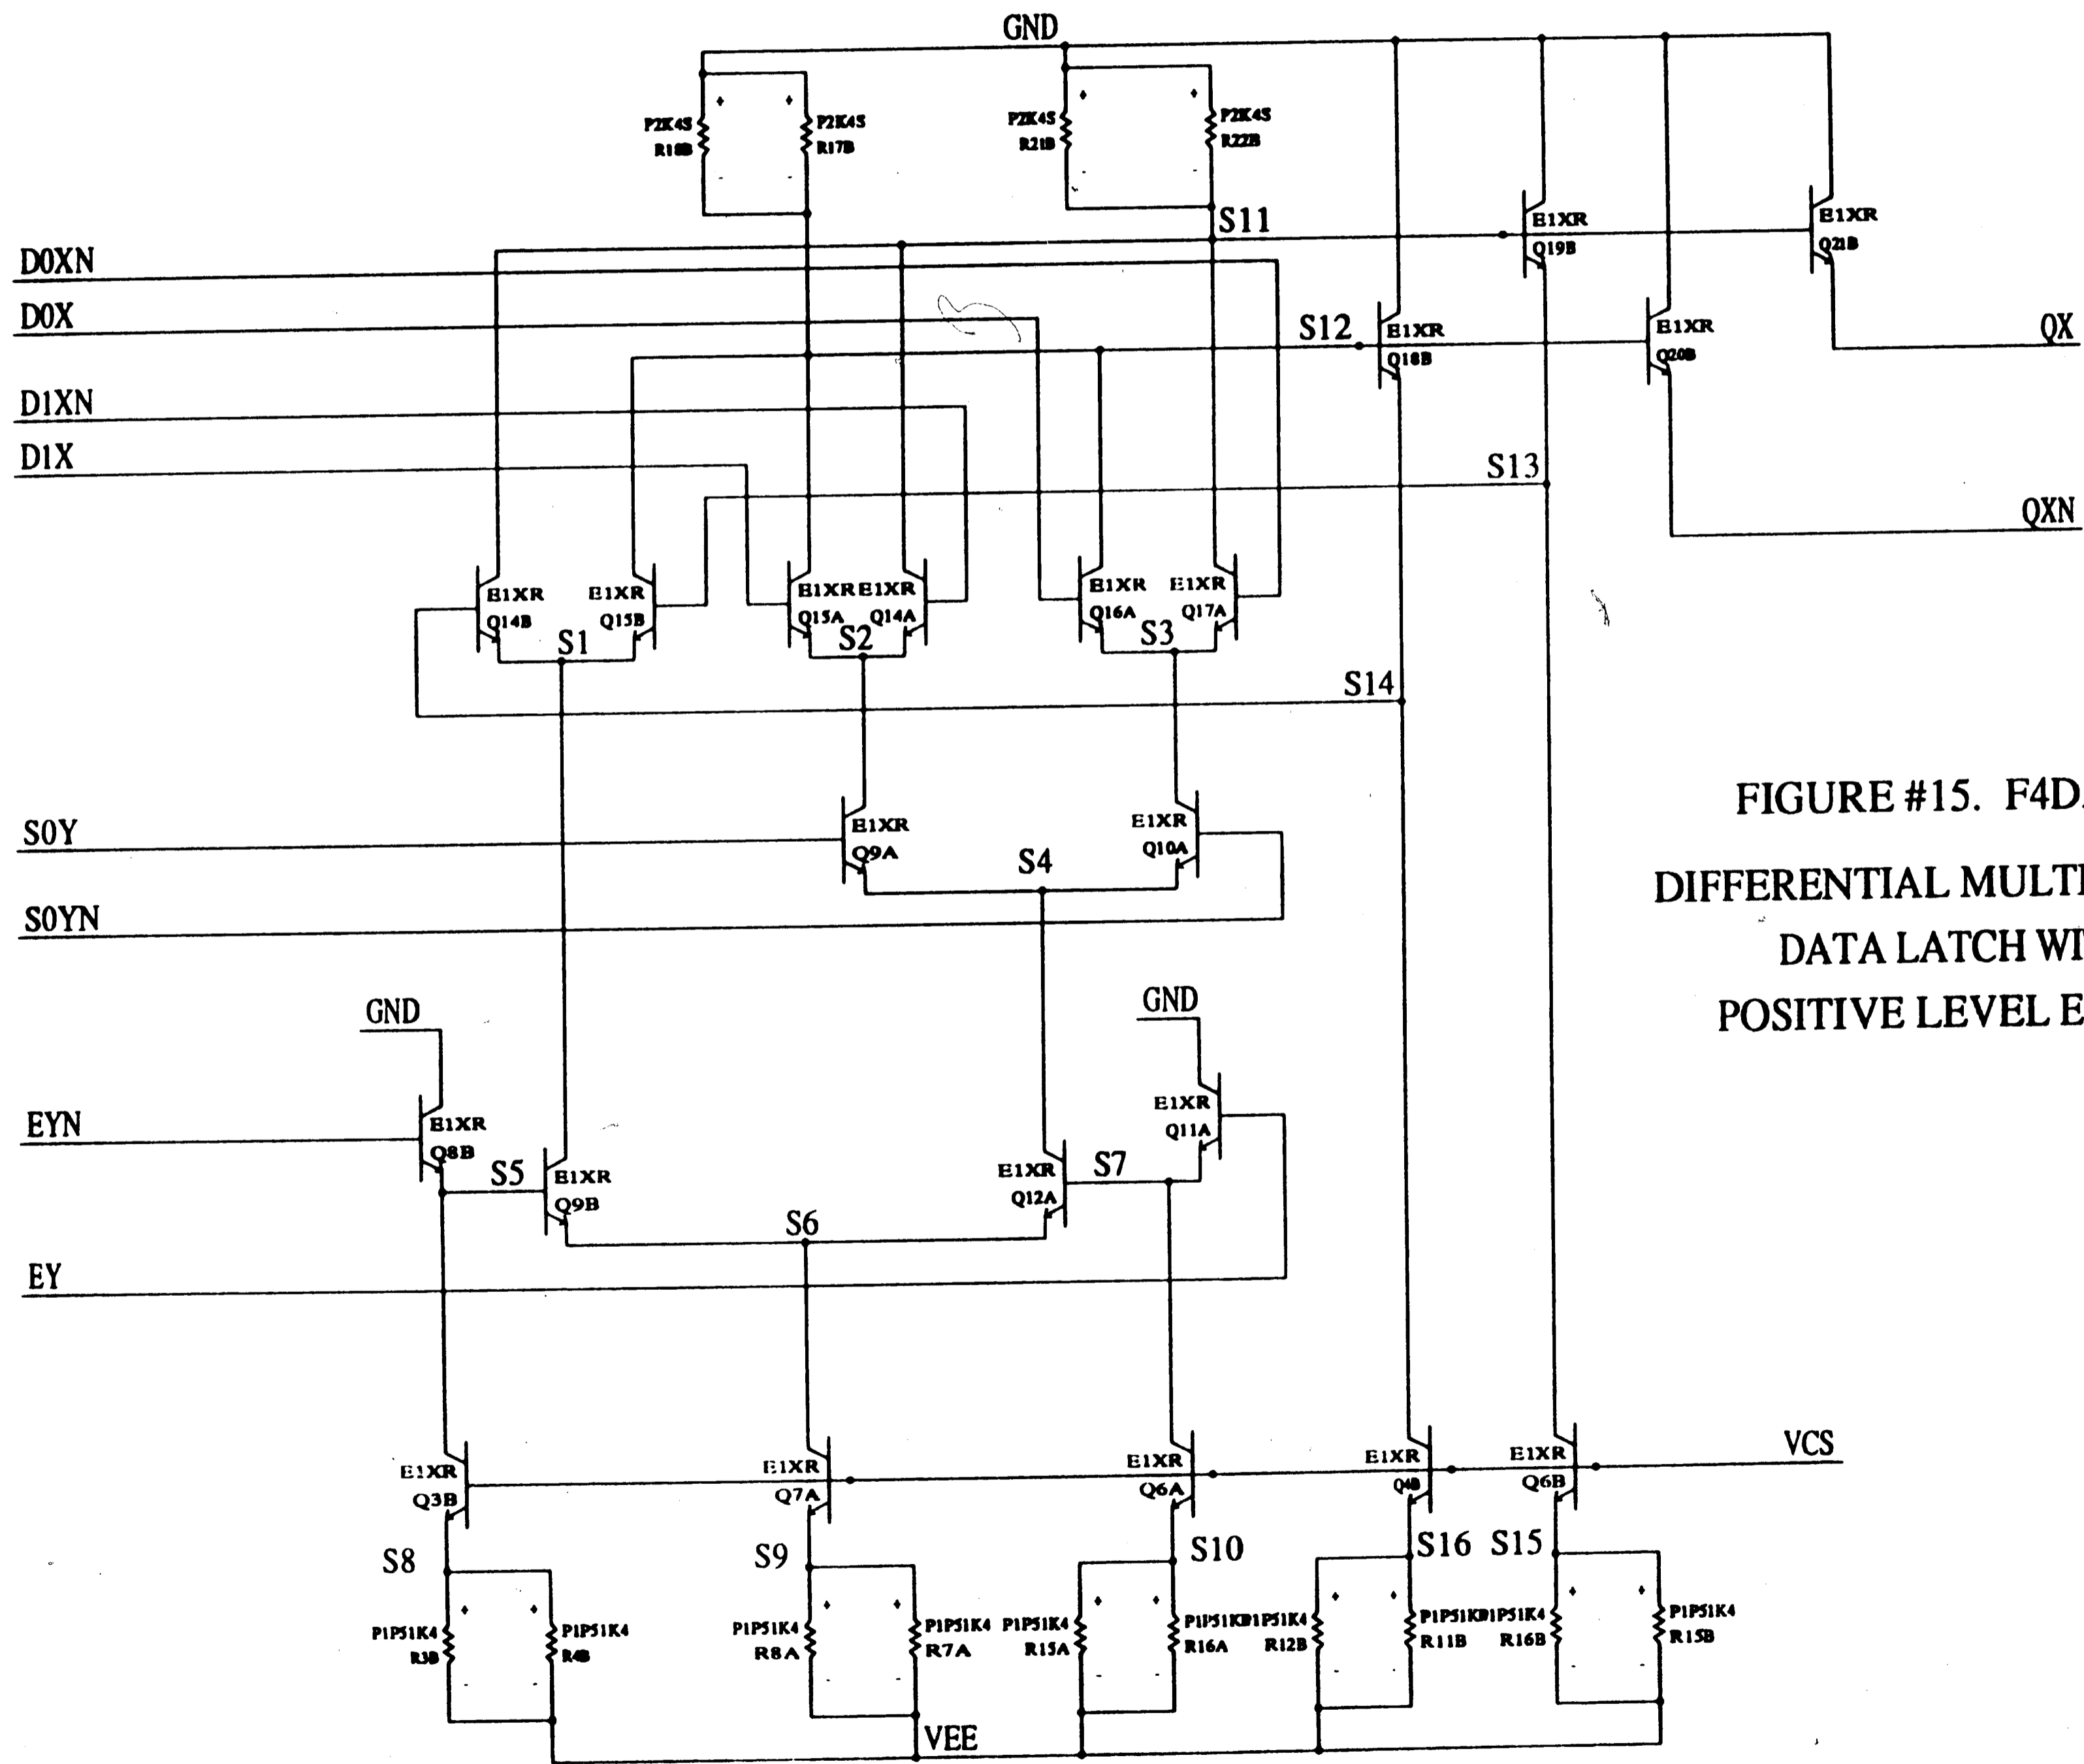 GND
P2K4S
R18B
P2K4S
R17B
P2K4S
R21B
P2K4S
R22B
S11
E1XR
Q19B
E1XR
Q21B
D0XN
D0X
S12
E1XR
Q18B
E1XR
Q20B
QX
D1XN
D1X
S13
QXN
E1XR
Q14B
E1XR
Q15B
E1XR
Q15A
E1XR
Q14A
E1XR
Q16A
E1XR
Q17A
S1
S2
S3
S14
S0Y
E1XR
Q9A
E1XR
Q10A
S4
S0YN
FIGURE #15. F4D
DIFFERENTIAL MULTI
DATA LATCH WI
POSITIVE LEVEL E
GND
GND
EYN
E1XR
Q8B
E1XR
Q11A
S5
E1XR
Q9B
E1XR
Q12A
S7
S6
EY
E1XR
Q3B
E1XR
Q7A
E1XR
Q6A
E1XR
Q4B
E1XR
Q6B
VCS
S8
S9
S10
S16
S15
P1P51K4
R3B
P1P51K4
R4B
P1P51K4
R8A
P1P51K4
R7A
P1P51K4
R15A
P1P51K
R16A
P1P51K4
R12B
P1P51K
R11B
P1P51K4
R16B
P1P51K4
R15B
VEE